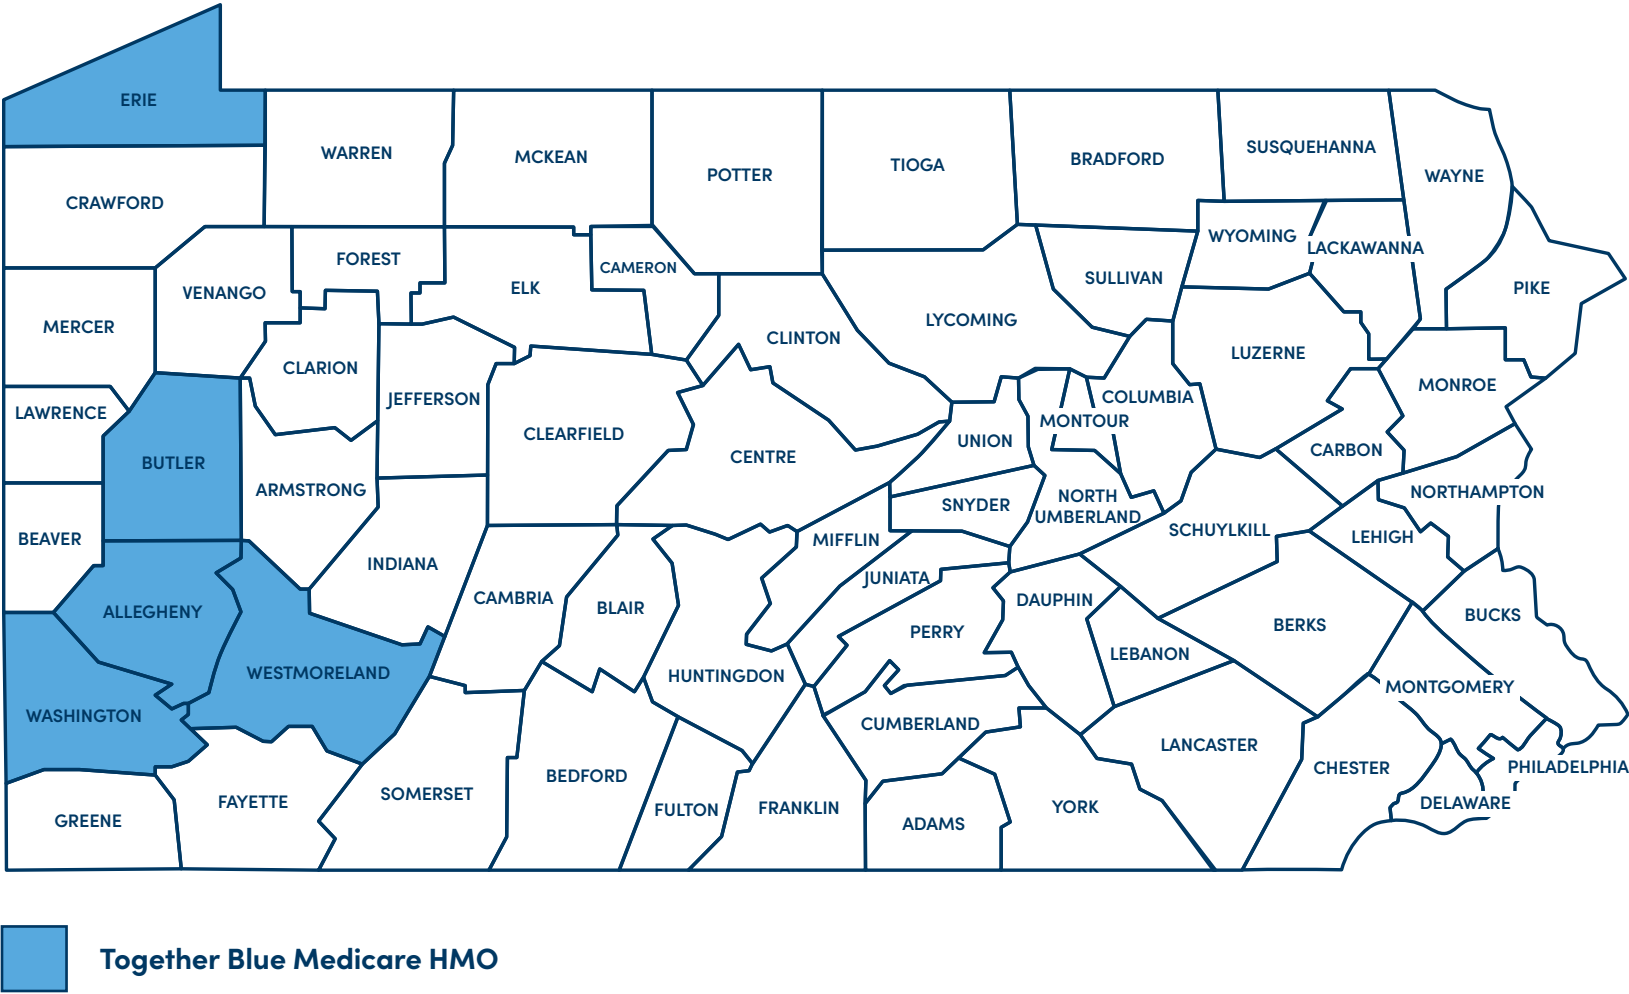 ERIE
WARREN
MCKEAN
POTTER
TIOGA
BRADFORD
SUSQUEHANNA
WAYNE
CRAWFORD
WYOMING
LACKAWANNA
FOREST
CAMERON
SULLIVAN
VENANGO
ELK
PIKE
MERCER
LYCOMING
CLINTON
LUZERNE
CLARION
MONROE
LAWRENCE
JEFFERSON
COLUMBIA
MONTOUR
CLEARFIELD
UNION
CARBON
BUTLER
CENTRE
ARMSTRONG
NORTHAMPTON
SNYDER
NORTH
UMBERLAND
SCHUYLKILL
BEAVER
MIFFLIN
LEHIGH
INDIANA
JUNIATA
CAMBRIA
BLAIR
DAUPHIN
ALLEGHENY
BUCKS
PERRY
BERKS
LEBANON
WESTMORELAND
HUNTINGDON
MONTGOMERY
WASHINGTON
CUMBERLAND
LANCASTER
BEDFORD
CHESTER
PHILADELPHIA
SOMERSET
FAYETTE
DELAWARE
FULTON
FRANKLIN
YORK
GREENE
ADAMS
Together Blue Medicare HMO